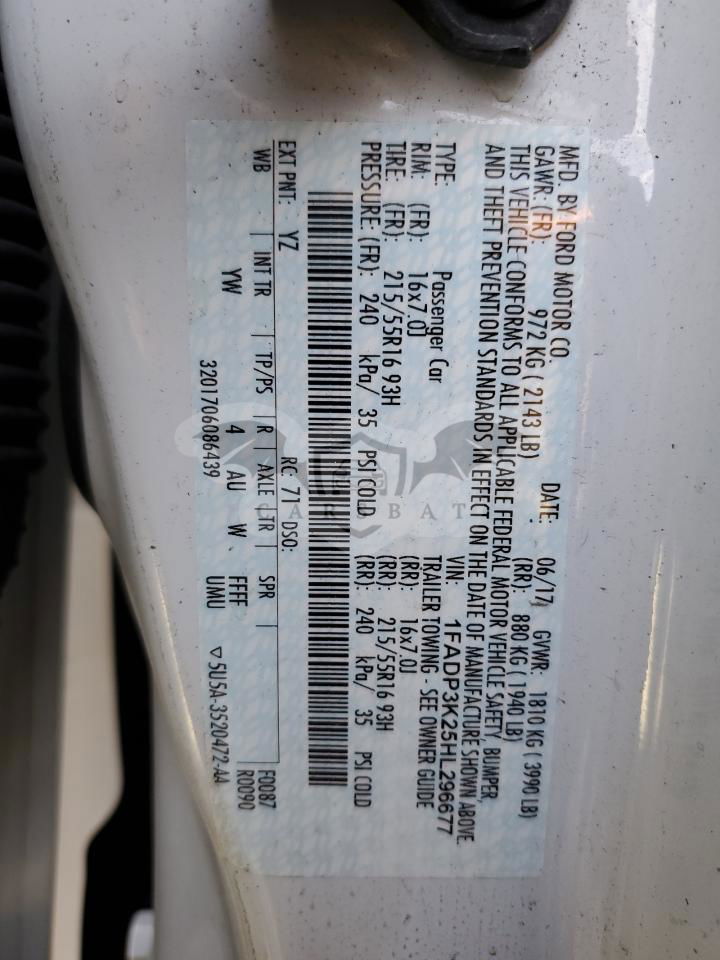 MFD. BY FORD MOTOR CO.
DATE: 06/17 GVWR: 1810 KG ( 3990 LB)
GAWR: (FR): 972 KG ( 2143 LB) (RR): 880 KG ( 1940 LB)
THIS VEHICLE CONFORMS TO ALL APPLICABLE FEDERAL MOTOR VEHICLE SAFETY, BUMPER,
AND THEFT PREVENTION STANDARDS IN EFFECT ON THE DATE OF MANUFACTURE SHOWN ABOVE.
VIN: 1FADP3K25HL296677
TYPE: Passenger Car TRAILER TOWING - SEE OWNER GUIDE
RIM: (FR): 16x7.0J (RR): 16x7.0J
TIRE: (FR): 215/55R16 93H (RR): 215/55R16 93H
PRESSURE: (FR): 240 kPa/ 35 PSI COLD (RR): 240 kPa/ 35 PSI COLD
CARSBAT
EXT PNT: YZ RC: 71 DSO: F0087
WB INT TR TP/PS R AXLE TR SPR R0090
YW 4 AU W FFFF
3201706086439 UMU ▽5U5A-3520472-AA